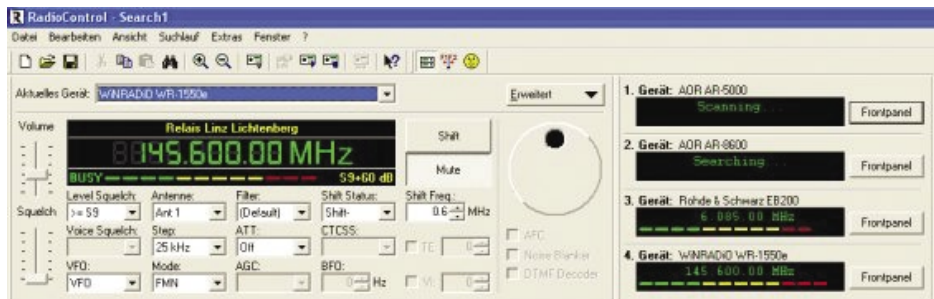 RadioControl - Search1
Datei Bearbeiten Ansicht Suchlauf Extras Fenster ?
Aktuelles Gerät: WiNRADiO WR-1550e
Erweitert
Volume
Relais Linz Lichtenberg
145.600.00 MHz
BUSY S9+60 dB
Shift
Mute
Squelch
Level Squelch: Antenne: Filter: Shift Status: Shift Freq.:
>= S9 Ant 1 (Default) Shift- 0.6 MHz
Voice Squelch: Step: ATT: CTCSS:
25 kHz Off TE 0
VFO: Mode: AGC: BFO:
VFO FMN 0 Hz VI 0
AFC
Noise Blanker
DTMF Decoder
1. Gerät: AOR AR-5000
Scanning...
Frontpanel
2. Gerät: AOR AR-8600
Searching...
Frontpanel
3. Gerät: Rohde & Schwarz EB200
6.085.00 MHz
Frontpanel
4. Gerät: WiNRADiO WR-1550e
145 600.00 MHz
Frontpanel